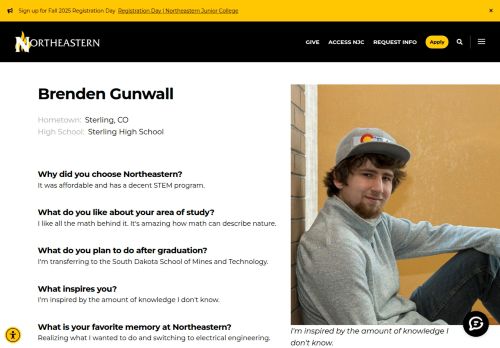 Sign up for Fall 2025 Registration Day Registration Day | Northeastern Junior College ×
NORTHEASTERN GIVE ACCESS NJC REQUEST INFO Apply
Brenden Gunwall
Hometown: Sterling, CO
High School: Sterling High School
Why did you choose Northeastern?
It was affordable and has a decent STEM program.
What do you like about your area of study?
I like all the math behind it. It's amazing how math can describe nature.
What do you plan to do after graduation?
I'm transferring to the South Dakota School of Mines and Technology.
What inspires you?
I'm inspired by the amount of knowledge I don't know.
What is your favorite memory at Northeastern?
Realizing what I wanted to do and switching to electrical engineering.
I'm inspired by the amount of knowledge I
don't know.